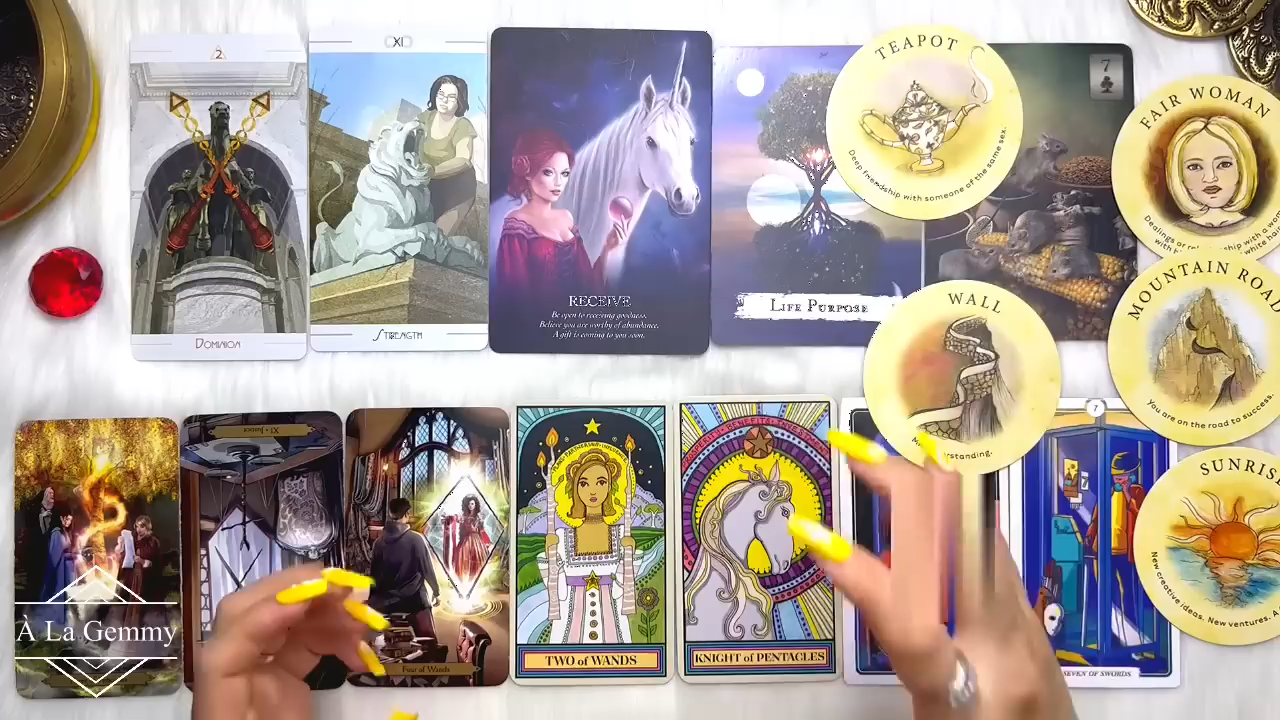 2
DOMINION
XI
STRENGTH
RECEIVE
Be open to receiving goodness.
Believe you are worthy of abundance.
A gift is coming to you soon.
LIFE PURPOSE
TEAPOT
Deep friendship with someone of the same sex.
7
FAIR WOMAN
WALL
MOUNTAIN ROAD
You are on the road to success.
XI • Justice
Four of Wands
TWO of WANDS
KNIGHT of PENTACLES
7
SEVEN OF SWORDS
SUNRISE
New creative ideas. New ventures.
À La Gemmy